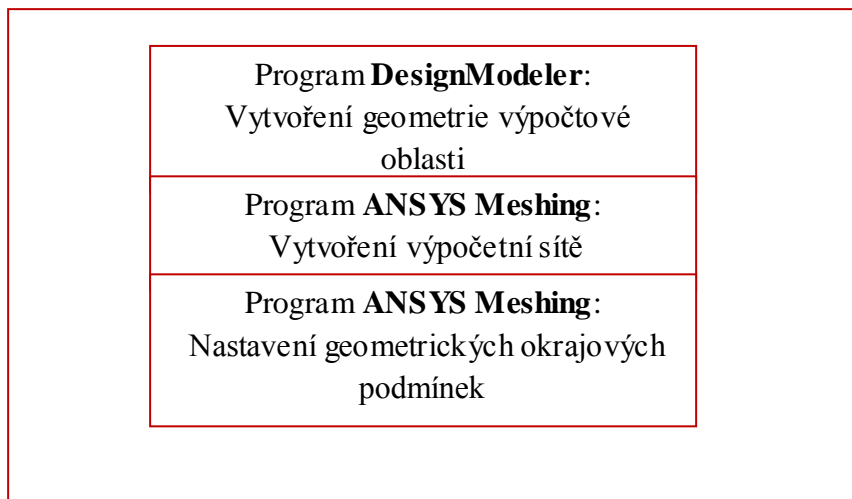 Program DesignModeler:
Vytvoření geometrie výpočtové
oblasti
Program ANSYS Meshing:
Vytvoření výpočetní sítě
Program ANSYS Meshing:
Nastavení geometrických okrajových
podmínek